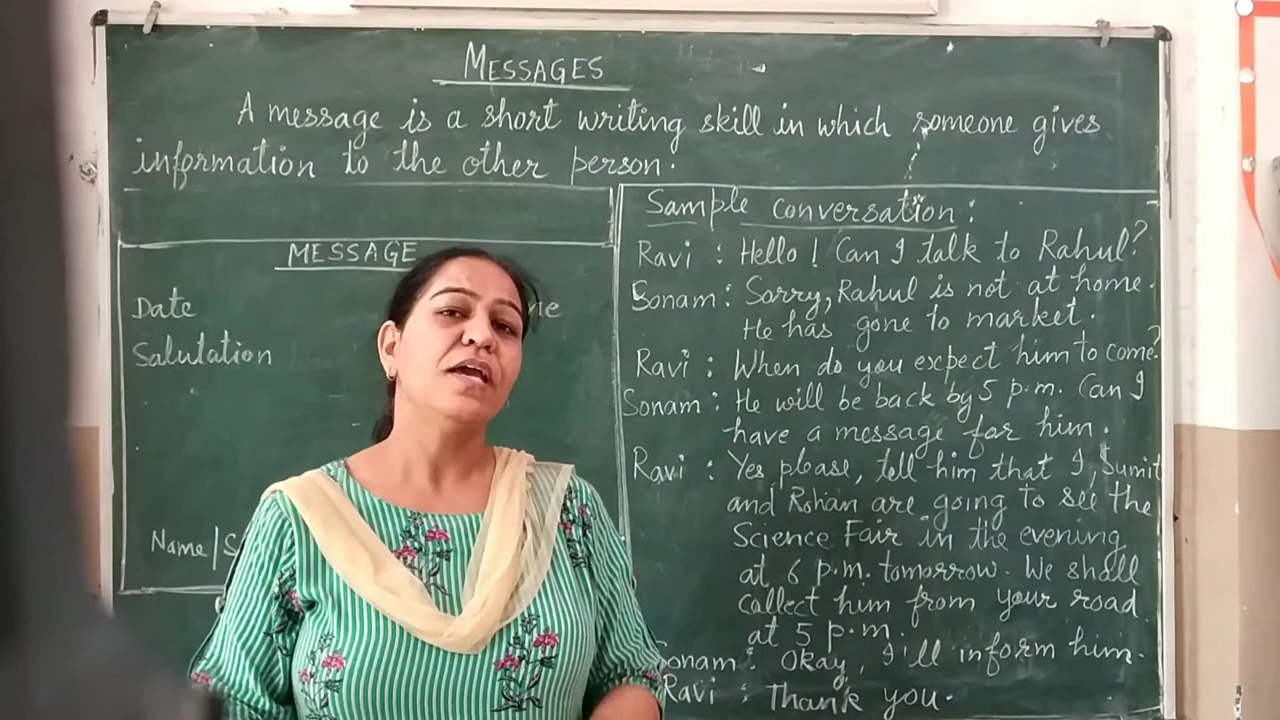 MESSAGES
A message is a short writing skill in which someone gives
information to the other person.
MESSAGE
Date
Salutation
Name/S
Sample conversation:
Ravi : Hello! Can I talk to Rahul?
Sonam : Sorry, Rahul is not at home.
He has gone to market.
Ravi : When do you expect him to come?
Sonam : He will be back by 5 p.m. Can I
have a message for him.
Ravi : Yes please, tell him that I, Sumit
and Rohan are going to see the
Science Fair in the evening
at 6 p.m. tomorrow. We shall
collect him from your road
at 5 p.m.
Sonam : Okay, I'll inform him.
Ravi : Thank you.